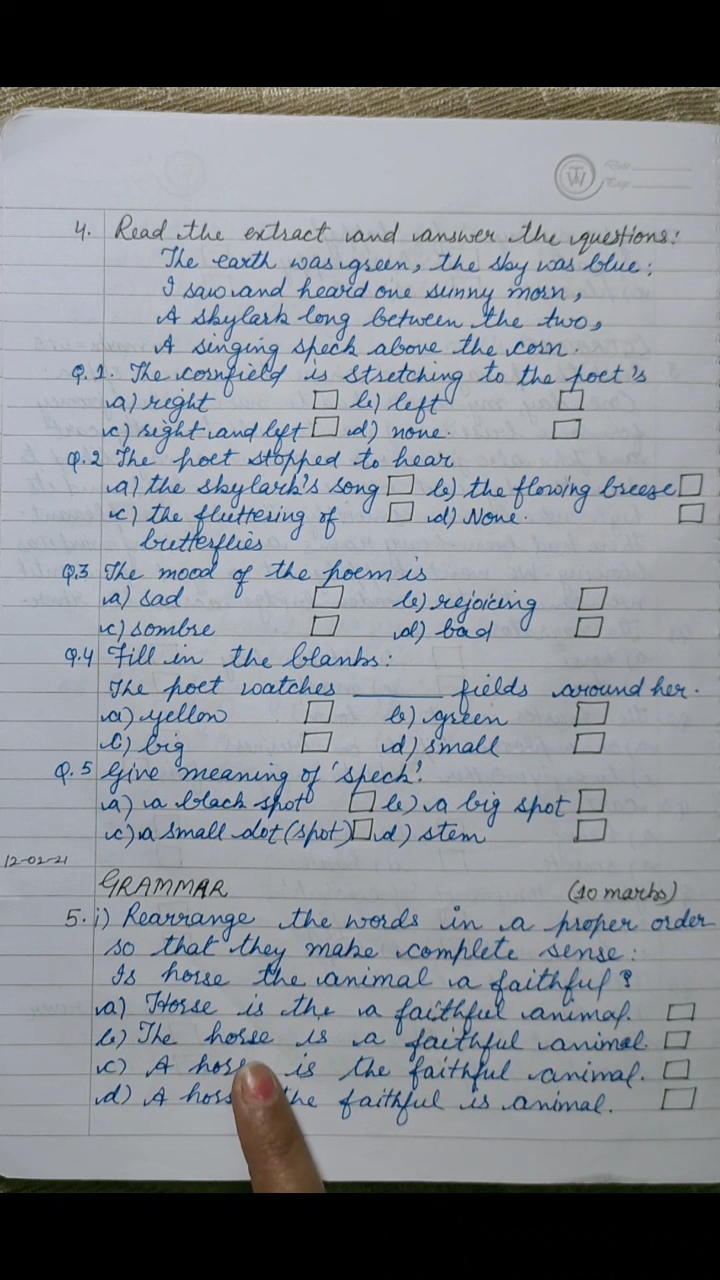 Date
Page
4. Read the extract and answer the questions:
The earth was green, the sky was blue;
I saw and heard one sunny morn,
A skylark long between the two,
A singing speck above the corn.
Q.1. The cornfield is stretching to the poet's
a) right b) left
c) right and left d) none.
Q.2 The poet stopped to hear
a) the skylark's song b) the flowing breeze
c) the fluttering of d) None.
butterflies
Q.3 The mood of the poem is
a) sad b) rejoicing
c) sombre d) bad
Q.4 Fill in the blanks:
The poet watches ______ fields around her.
a) yellow b) green
c) big d) small
Q.5 Give meaning of 'speck'.
a) a black spot b) a big spot
c) a small dot (spot) d) stem
12-02-21
GRAMMAR (10 marks)
5. i) Rearrange the words in a proper order
so that they make complete sense:
Is horse the animal a faithful?
a) Horse is the a faithful animal.
b) The horse is a faithful animal.
c) A is the faithful animal.
d) A the faithful is animal.